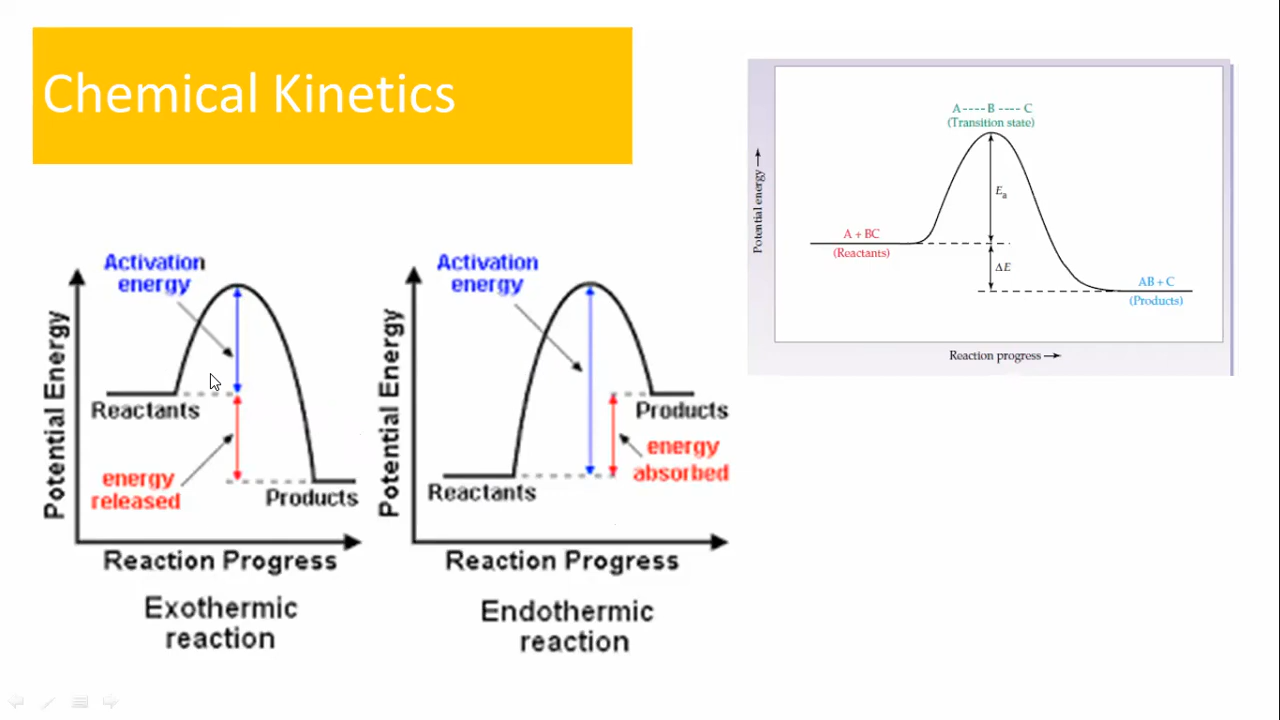 Chemical Kinetics
A ---- B ---- C
(Transition state)
Potential energy
Eₐ
A + BC
(Reactants)
ΔE
AB + C
(Products)
Reaction progress
Activation
energy
Potential Energy
Reactants
energy
released
Products
Reaction Progress
Exothermic
reaction
Activation
energy
Potential Energy
Products
energy
absorbed
Reactants
Reaction Progress
Endothermic
reaction